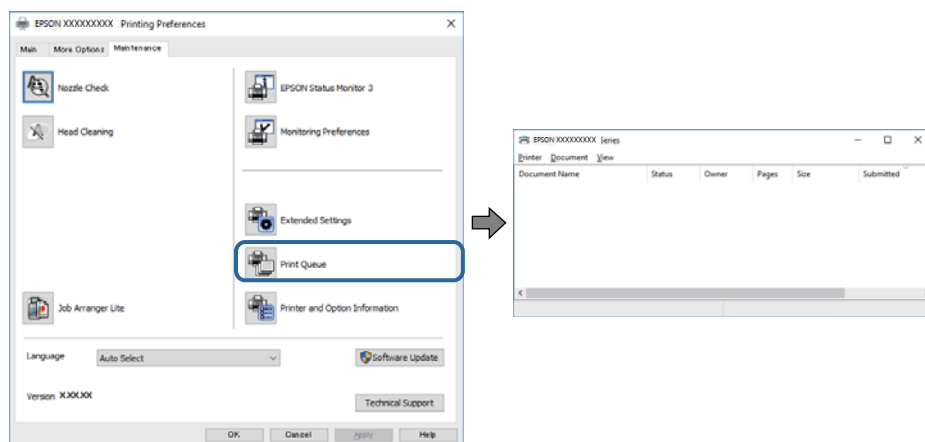 EPSON XXXXXXXXX Printing Preferences
Main More Options Maintenance
Nozzle Check
Head Cleaning
Job Arranger Lite
EPSON Status Monitor 3
Monitoring Preferences
Extended Settings
Print Queue
Printer and Option Information
Language Auto Select
Software Update
Version X.XX.XX
Technical Support
OK Cancel Apply Help
EPSON XXXXXXXXX Series
Printer Document View
Document Name Status Owner Pages Size Submitted